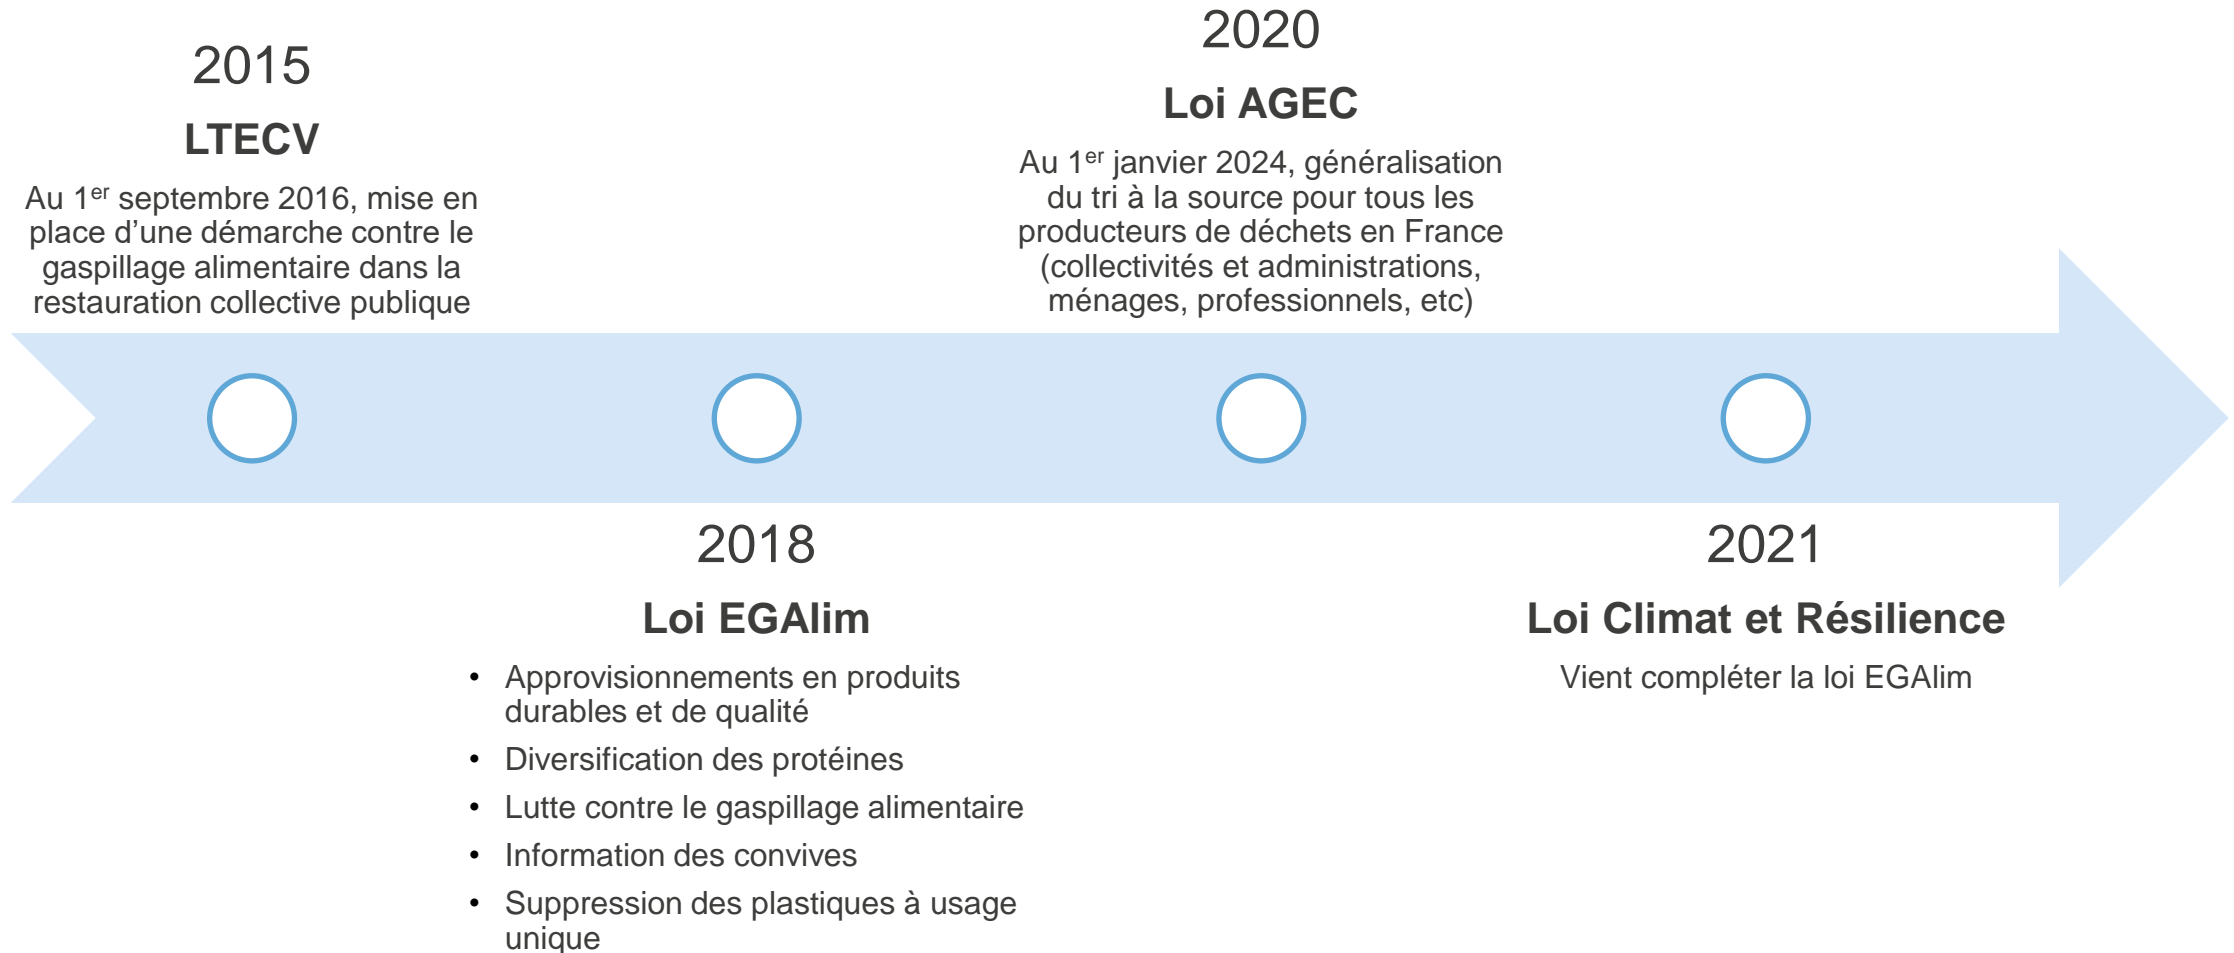 2015
LTECV
Au 1er septembre 2016, mise en
place d’une démarche contre le
gaspillage alimentaire dans la
restauration collective publique
2018
Loi EGAlim
• Approvisionnements en produits
durables et de qualité
• Diversification des protéines
• Lutte contre le gaspillage alimentaire
• Information des convives
• Suppression des plastiques à usage
unique
2020
Loi AGEC
Au 1er janvier 2024, généralisation
du tri à la source pour tous les
producteurs de déchets en France
(collectivités et administrations,
ménages, professionnels, etc)
2021
Loi Climat et Résilience
Vient compléter la loi EGAlim